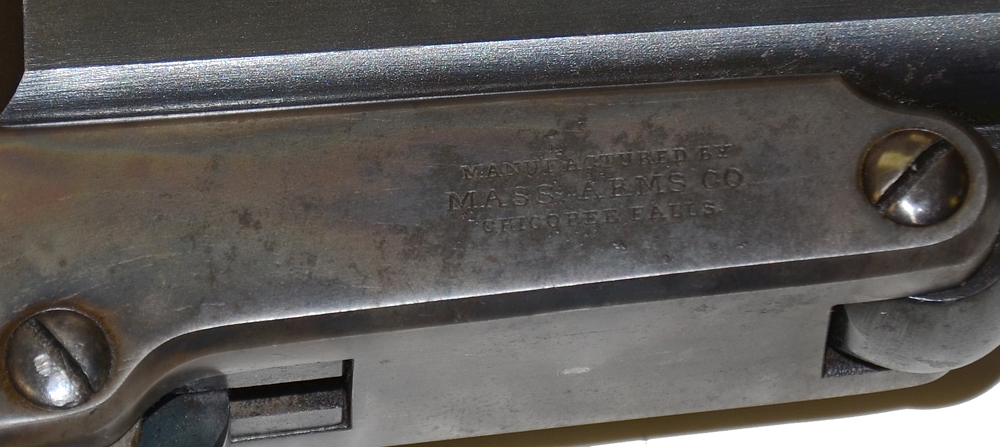 MANUFACTURED BY
MASS. ARMS CO
CHICOPEE FALLS.